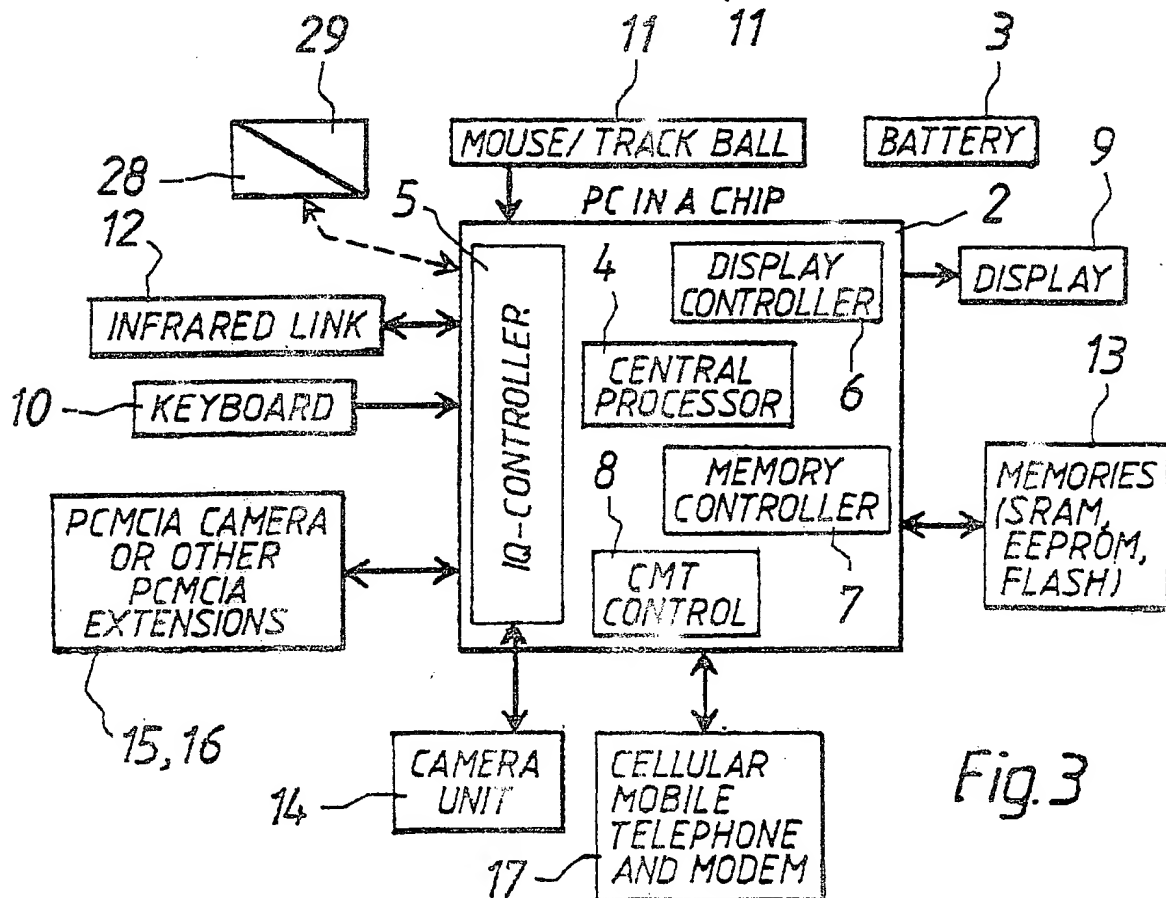 11
29
11
3
MOUSE/ TRACK BALL
BATTERY
28
9
12
5
PC IN A CHIP
2
4
DISPLAY
CONTROLLER
DISPLAY
INFRARED LINK
IQ-CONTROLLER
CENTRAL
PROCESSOR
6
13
10
KEYBOARD
8
MEMORY
CONTROLLER
MEMORIES
(SRAM,
EEPROM,
FLASH)
PCMCIA CAMERA
OR OTHER
PCMCIA
EXTENSIONS
CMT
CONTROL
7
15,16
14
CAMERA
UNIT
CELLULAR
MOBILE
TELEPHONE
AND MODEM
17
Fig.3